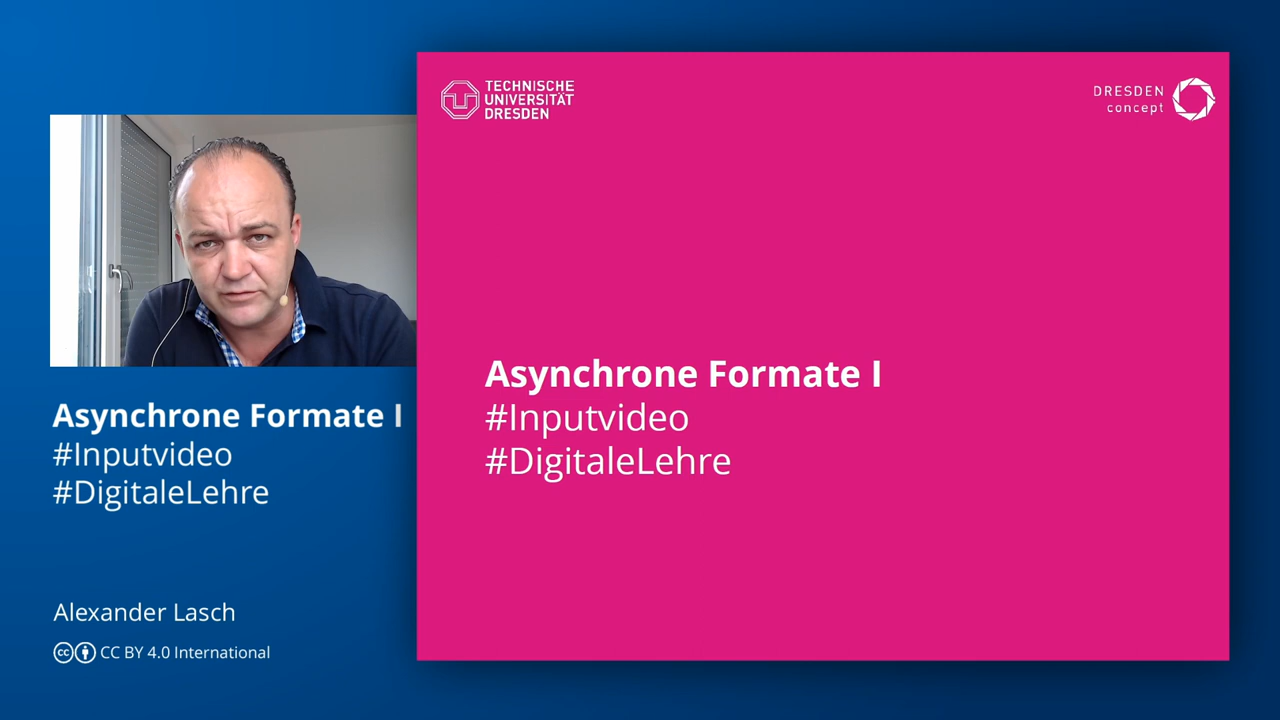 TECHNISCHE
UNIVERSITÄT
DRESDEN
DRESDEN
concept
Asynchrone Formate I
#Inputvideo
#DigitaleLehre
Asynchrone Formate I
#Inputvideo
#DigitaleLehre
Alexander Lasch
CC BY 4.0 International